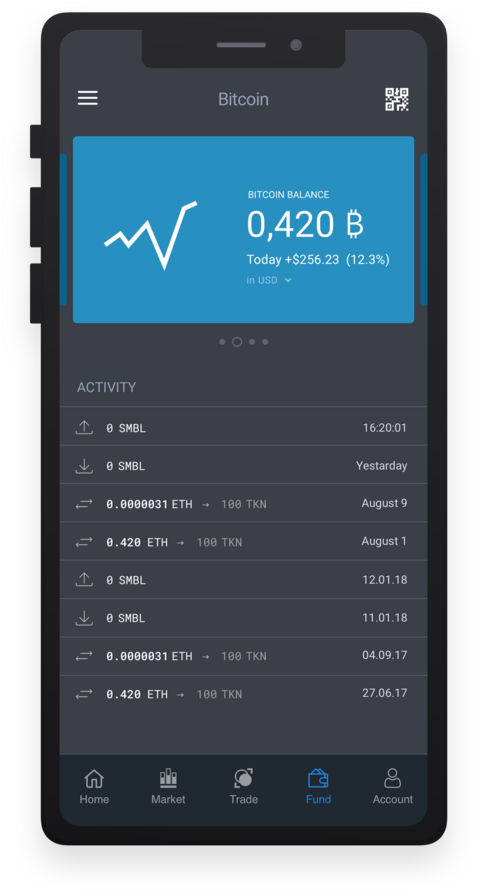 Bitcoin
BITCOIN BALANCE
0,420 ₿
Today +$256.23 (12.3%)
in USD
ACTIVITY
0 SMBL 16:20:01
0 SMBL Yestarday
0.0000031 ETH → 100 TKN August 9
0.420 ETH → 100 TKN August 1
0 SMBL 12.01.18
0 SMBL 11.01.18
0.0000031 ETH → 100 TKN 04.09.17
0.420 ETH → 100 TKN 27.06.17
Home Market Trade Fund Account